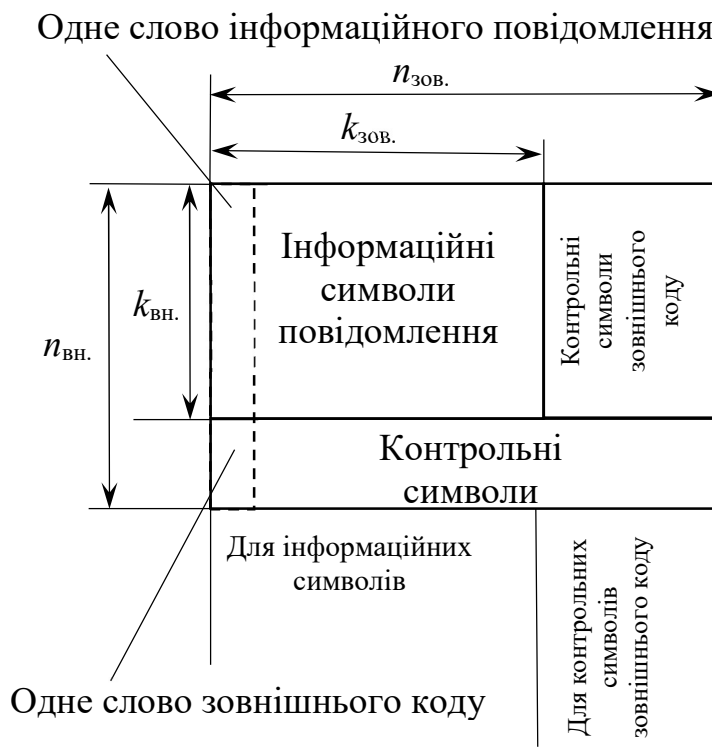 Одне слово інформаційного повідомлення
nзов.
kзов.
Інформаційні
символи
повідомлення
Контрольні
символи
зовнішнього
коду
kвн.
nвн.
Контрольні
символи
Для інформаційних
символів
Для контрольних
символів
зовнішнього коду
Одне слово зовнішнього коду